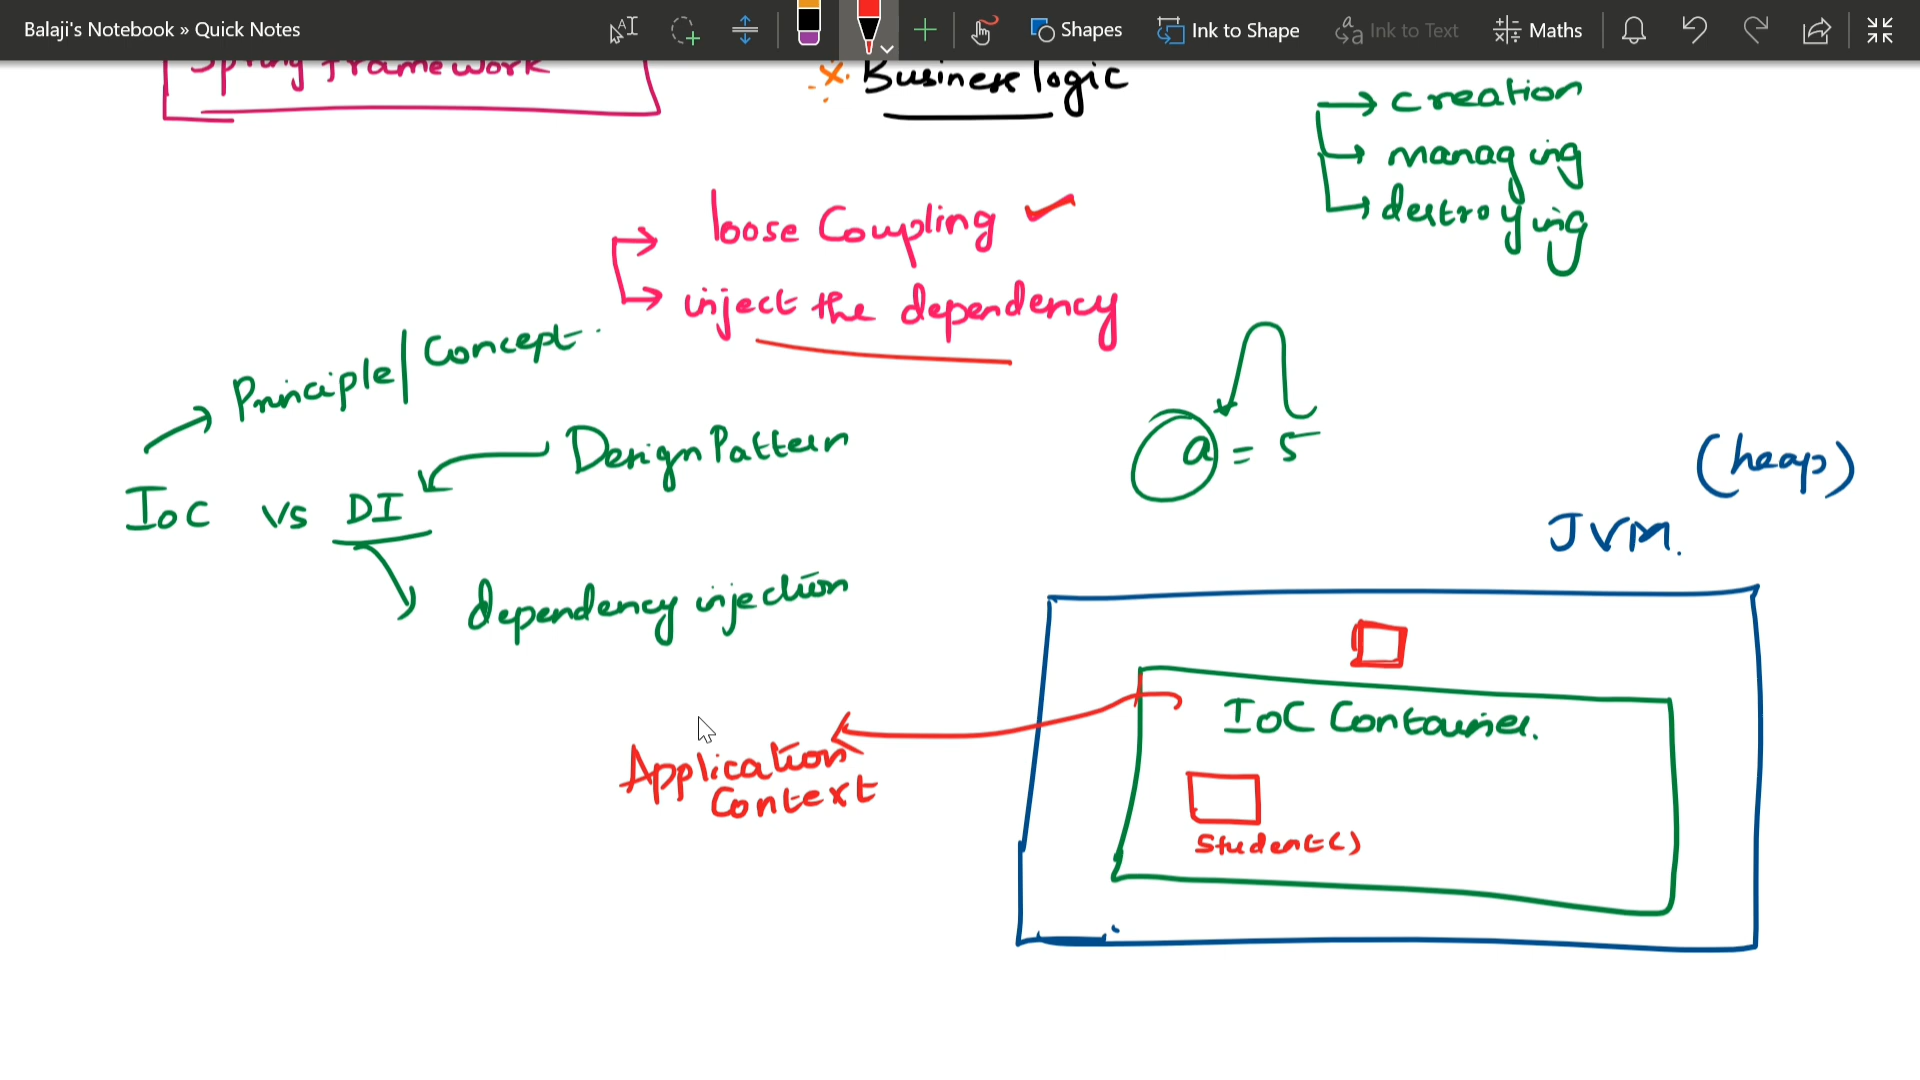 Balaji's Notebook » Quick Notes
Shapes
Ink to Shape
Ink to Text
Maths
Spring framework
Business logic
creation
managing
destroying
loose Coupling
inject the dependency
Principle/Concept
Design Pattern
IoC vs DI
dependency injection
a = 5
(heap)
JVM.
IoC Container.
Student()
Application
Context